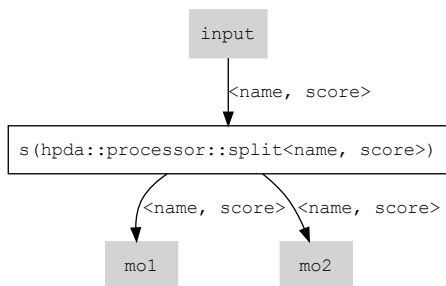 input
<name, score>
s(hpda::processor::split<name, score>)
<name, score> <name, score>
mo1 mo2